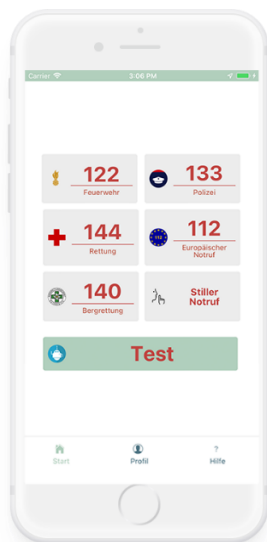 Carrier 3:06 PM
122 133
Feuerwehr Polizei
144 112
Rettung Europäischer
Notruf
140 Stiller
Notruf
Bergrettung
Test
Start Profil Hilfe